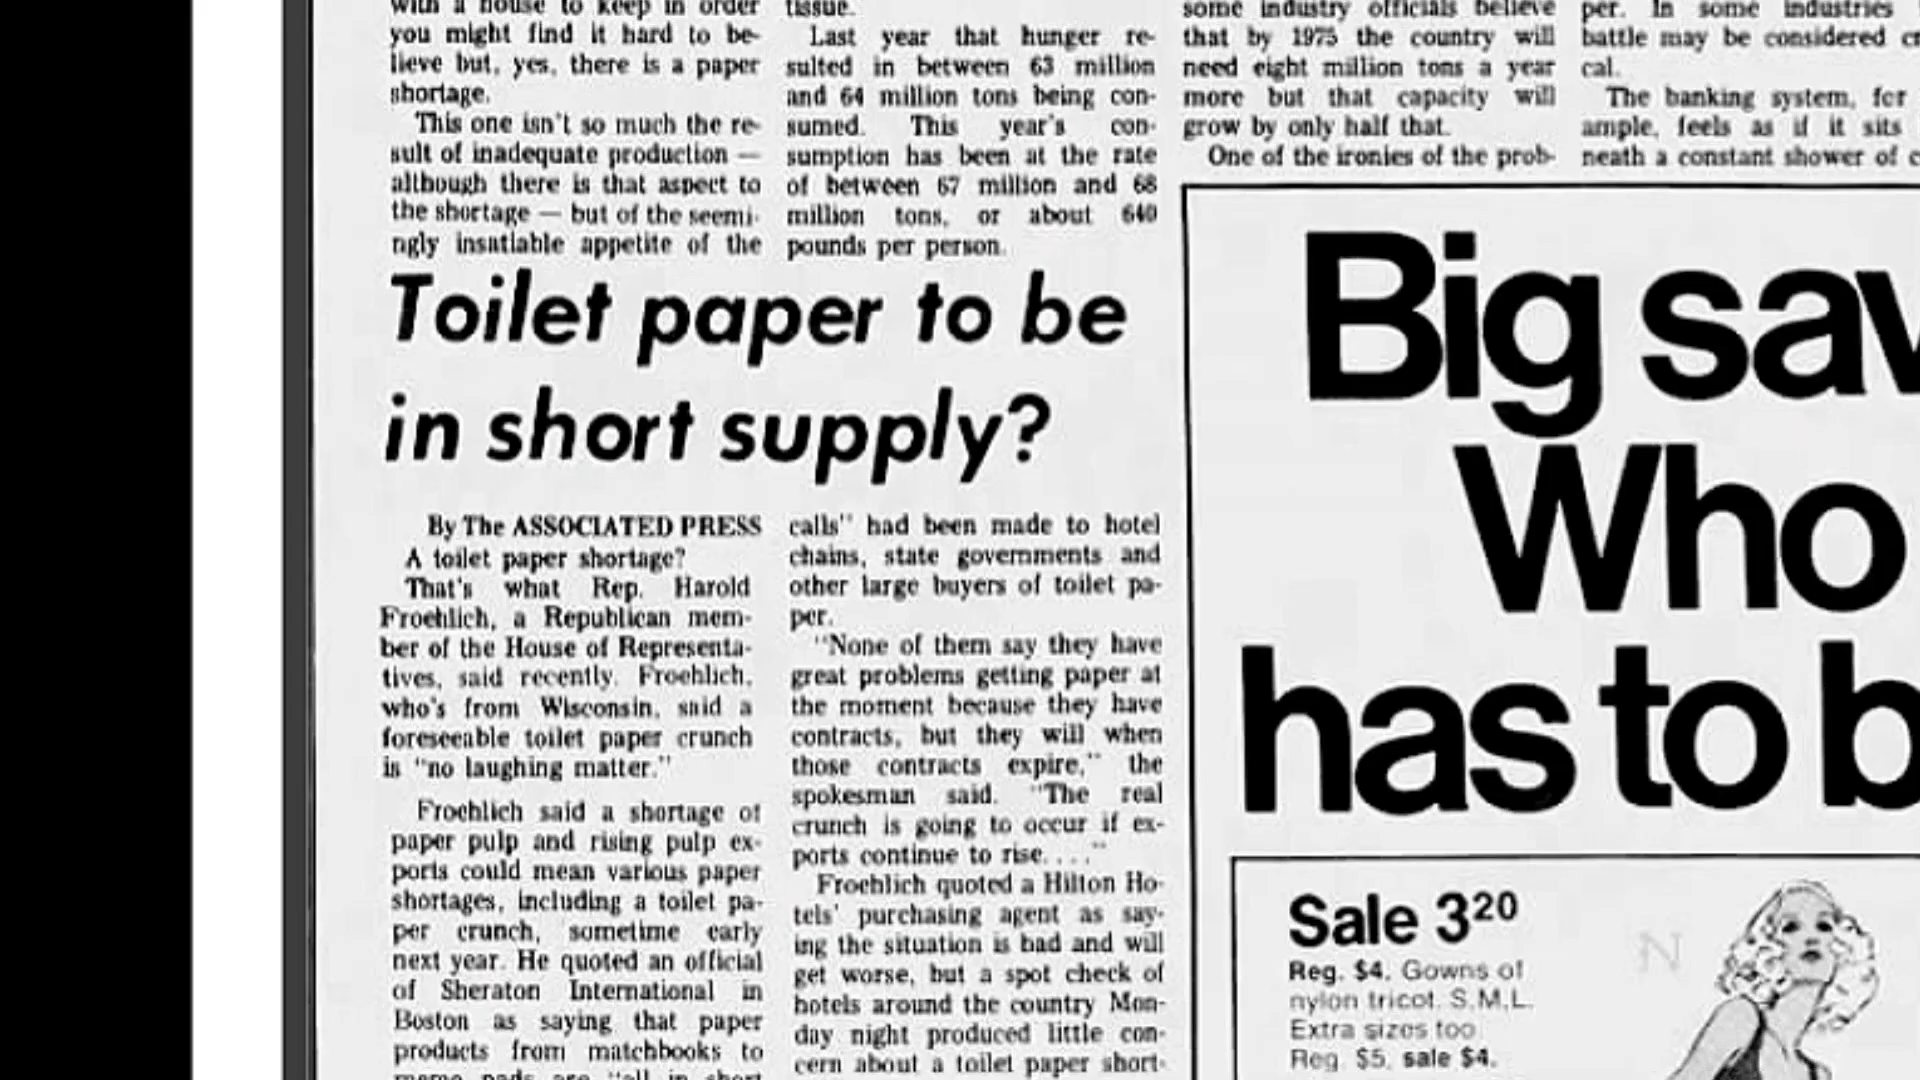 with a house to keep in order
you might find it hard to be-
lieve but, yes, there is a paper
shortage.
This one isn't so much the re-
sult of inadequate production —
although there is that aspect to
the shortage — but of the seemi-
ngly insatiable appetite of the
tissue.
Last year that hunger re-
sulted in between 63 million
and 64 million tons being con-
sumed. This year's con-
sumption has been at the rate
of between 67 million and 68
million tons, or about 640
pounds per person.
some industry officials believe
that by 1975 the country will
need eight million tons a year
more but that capacity will
grow by only half that.
One of the ironies of the prob-
per. In some industries
battle may be considered cr
cal.
The banking system, for
ample, feels as if it sits
neath a constant shower of c
Toilet paper to be
in short supply?
By The ASSOCIATED PRESS
A toilet paper shortage?
That's what Rep. Harold
Froehlich, a Republican mem-
ber of the House of Representa-
tives, said recently. Froehlich,
who's from Wisconsin, said a
foreseeable toilet paper crunch
is "no laughing matter."
Froehlich said a shortage of
paper pulp and rising pulp ex-
ports could mean various paper
shortages, including a toilet pa-
per crunch, sometime early
next year. He quoted an official
of Sheraton International in
Boston as saying that paper
products from matchbooks to
memo pads are "all in short
calls" had been made to hotel
chains, state governments and
other large buyers of toilet pa-
per.
"None of them say they have
great problems getting paper at
the moment because they have
contracts, but they will when
those contracts expire," the
spokesman said. "The real
crunch is going to occur if ex-
ports continue to rise. . . ."
Froehlich quoted a Hilton Ho-
tels' purchasing agent as say-
ing the situation is bad and will
get worse, but a spot check of
hotels around the country Mon-
day night produced little con-
cern about a toilet paper short-
Big sav
Who
has to b
Sale 3²⁰
Reg. $4. Gowns of
nylon tricot. S,M,L.
Extra sizes too
Reg. $5, sale $4.
N